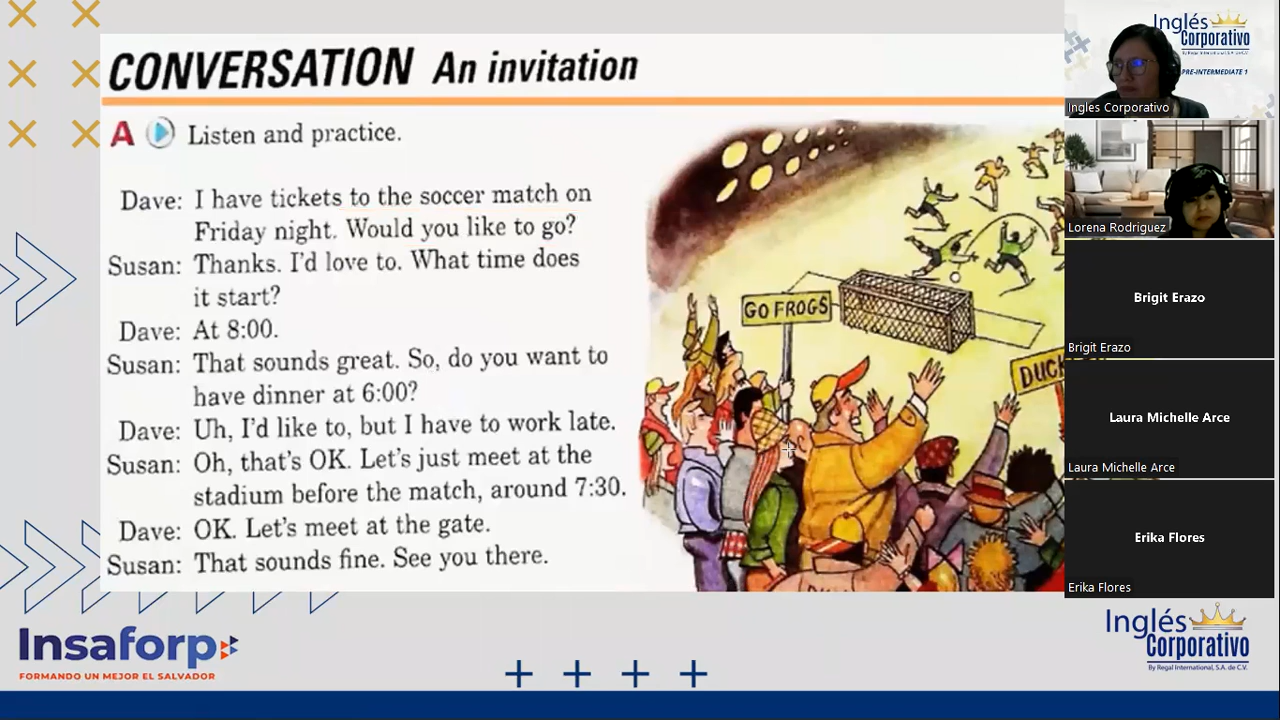 CONVERSATION An invitation
A Listen and practice.
Dave: I have tickets to the soccer match on
Friday night. Would you like to go?
Susan: Thanks. I'd love to. What time does
it start?
Dave: At 8:00.
Susan: That sounds great. So, do you want to
have dinner at 6:00?
Dave: Uh, I'd like to, but I have to work late.
Susan: Oh, that's OK. Let's just meet at the
stadium before the match, around 7:30.
Dave: OK. Let's meet at the gate.
Susan: That sounds fine. See you there.
GO FROGS
DUCK
Insaforp
FORMANDO UN MEJOR EL SALVADOR
Inglés
Corporativo
By Regal International, S.A. de C.V.
PRE-INTERMEDIATE 1
Ingles Corporativo
Lorena Rodriguez
Brigit Erazo
Brigit Erazo
Laura Michelle Arce
Laura Michelle Arce
Erika Flores
Erika Flores
Inglés
Corporativo
By Regal International, S.A. de C.V.